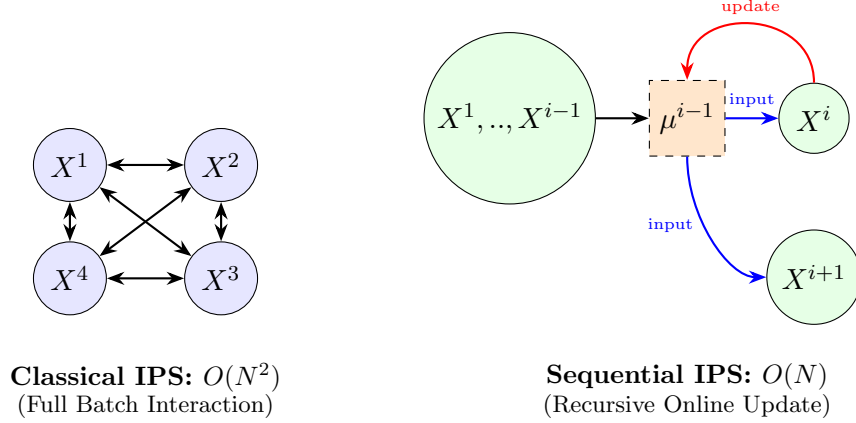 X^1
X^2
X^4
X^3
Classical IPS: O(N^2)
(Full Batch Interaction)
update
X^1, .., X^{i−1}
μ^{i−1}
input
X^i
input
X^{i+1}
Sequential IPS: O(N)
(Recursive Online Update)